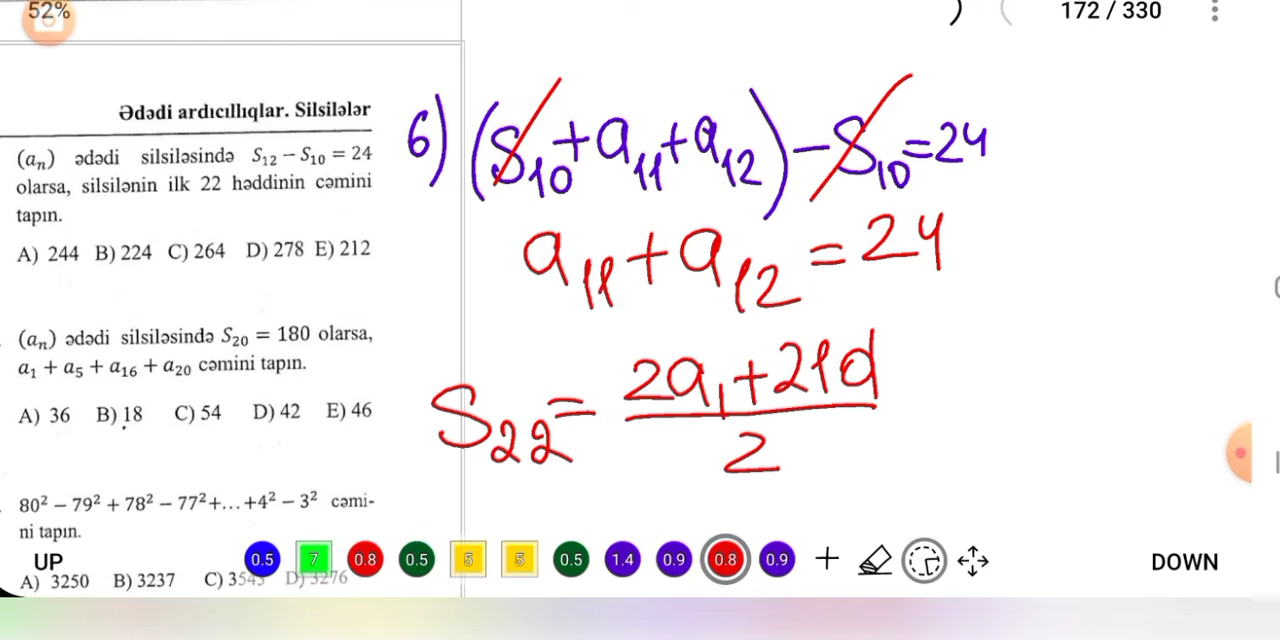 52%
172 / 330
Ədədi ardıcıllıqlar. Silsilələr
(aₙ) ədədi silsiləsində S₁₂ – S₁₀ = 24
olarsa, silsilənin ilk 22 həddinin cəmini
tapın.
A) 244 B) 224 C) 264 D) 278 E) 212
(aₙ) ədədi silsiləsində S₂₀ = 180 olarsa,
a₁ + a₅ + a₁₆ + a₂₀ cəmini tapın.
A) 36 B) 18 C) 54 D) 42 E) 46
80² – 79² + 78² – 77²+…+4² – 3² cəmi-
ni tapın.
A) 3250 B) 3237 C) 3543 D) 3276
6) (S₁₀ + a₁₁ + a₁₂) – S₁₀ = 24
a₁₁ + a₁₂ = 24
S₂₂ = (2a₁ + 21d)/2
UP
0.5 7 0.8 0.5 5 5 0.5 1.4 0.9 0.8 0.9 +
DOWN